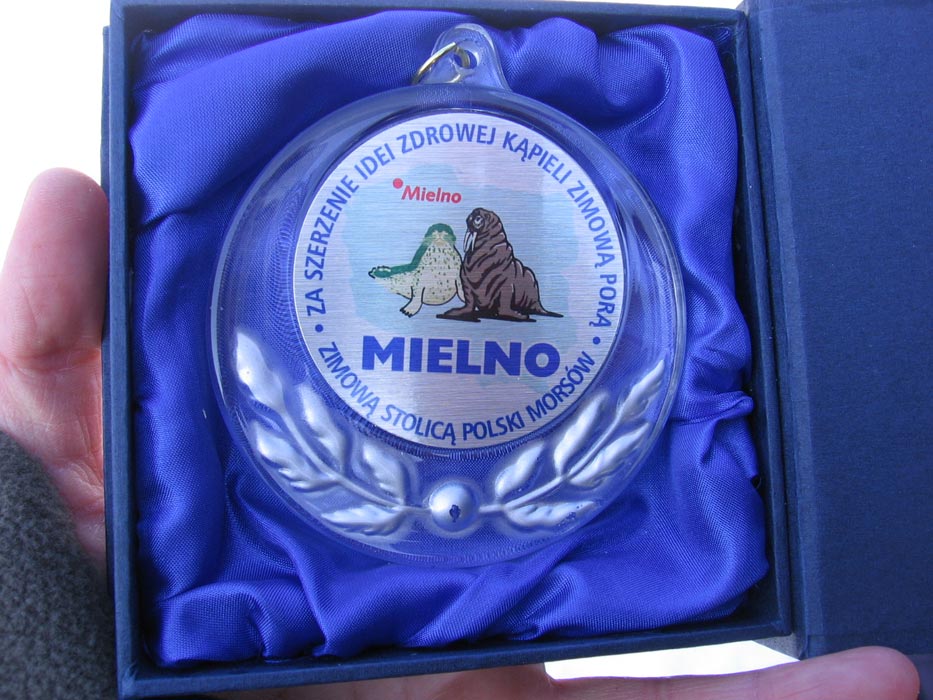 ZA SZERZENIE IDEI ZDROWEJ KĄPIELI ZIMOWĄ PORĄ
Mielno
MIELNO
• ZIMOWĄ STOLICĄ POLSKI MORSÓW •